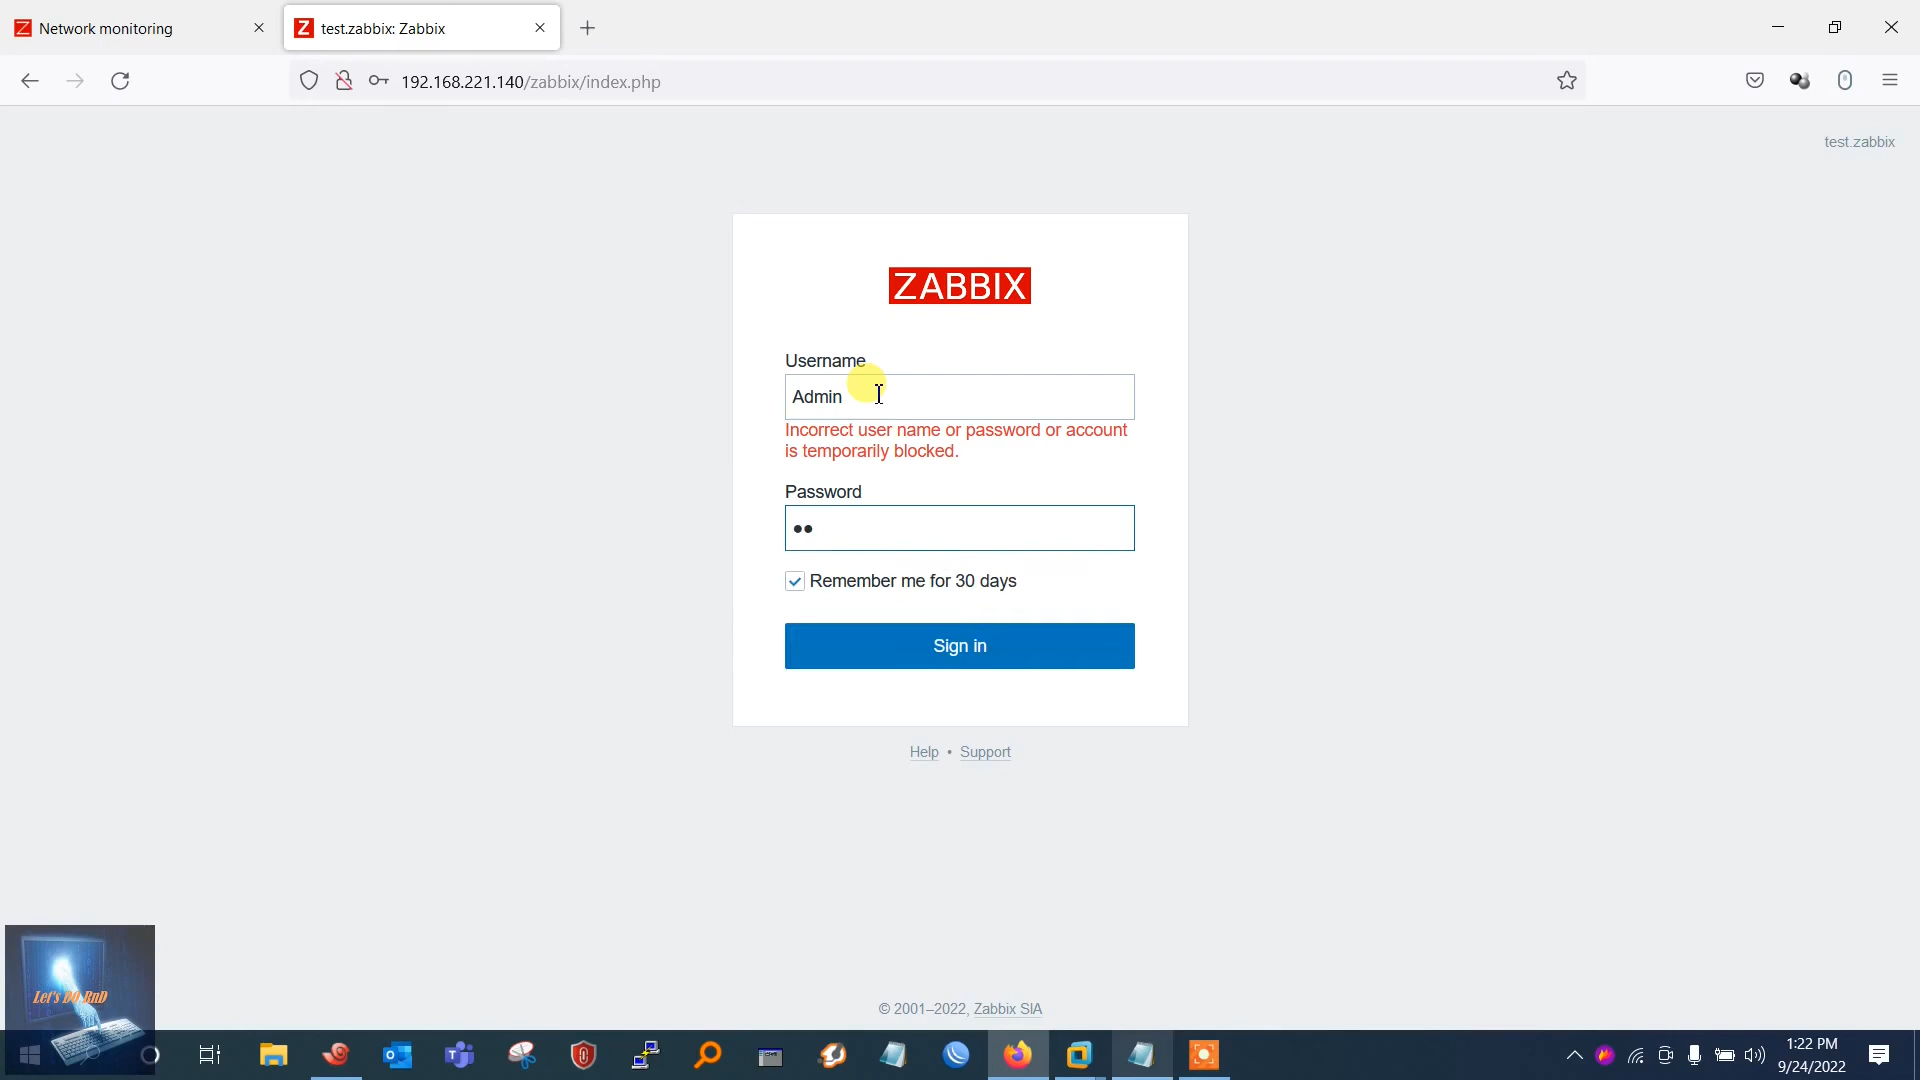 Network monitoring
test.zabbix: Zabbix
192.168.221.140/zabbix/index.php
test.zabbix
ZABBIX
Username
Admin
Incorrect user name or password or account
is temporarily blocked.
Password
Remember me for 30 days
Sign in
Help • Support
Let's DO RnD
© 2001–2022, Zabbix SIA
1:22 PM
9/24/2022